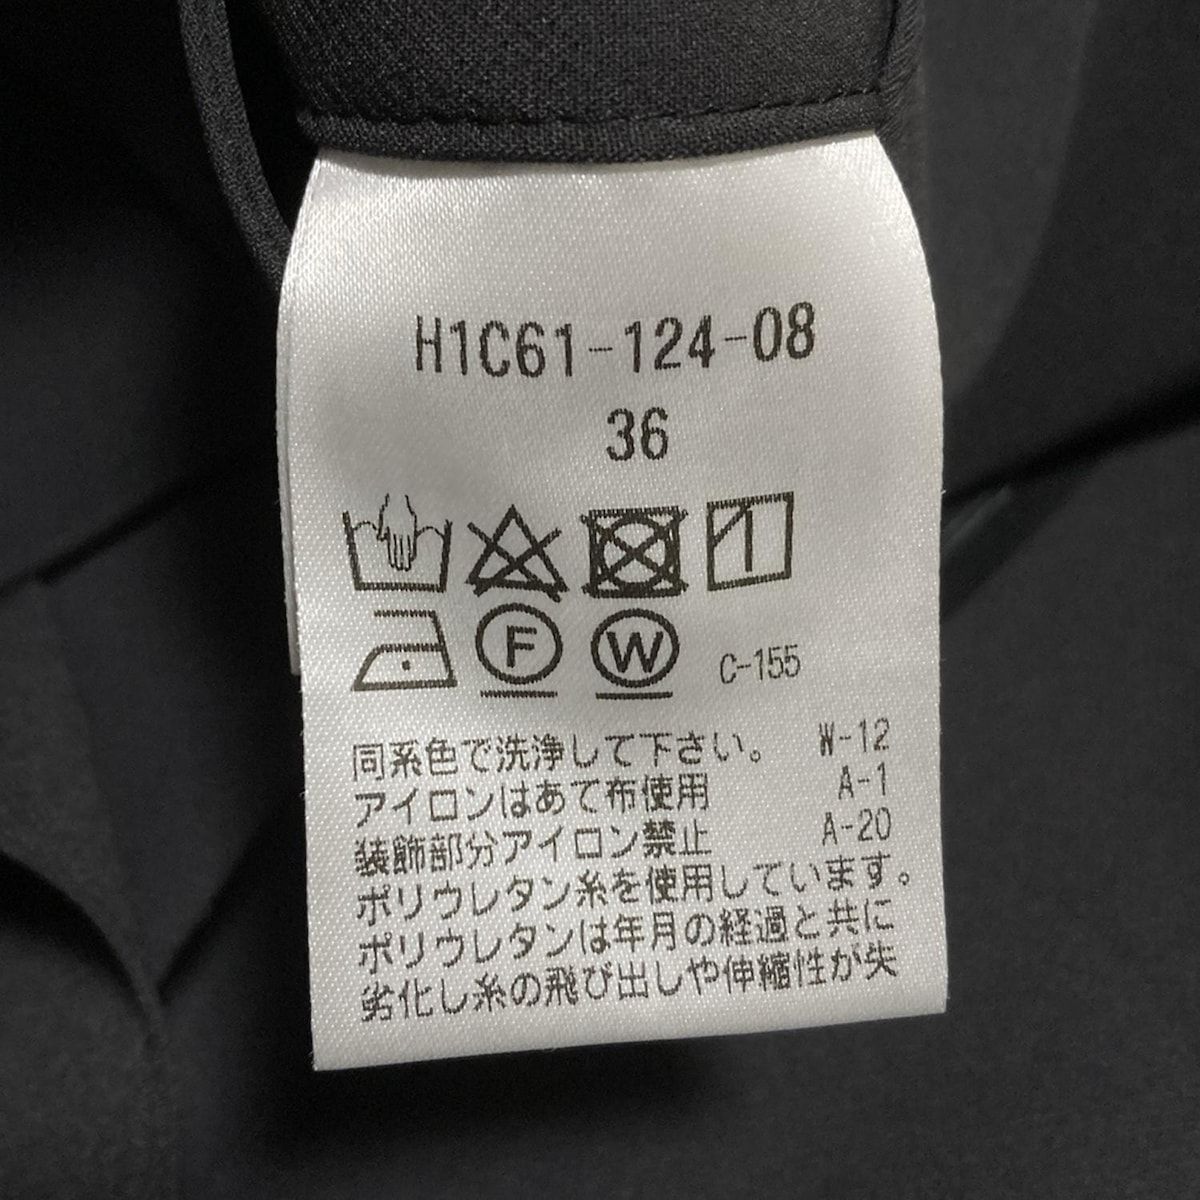 H1C61-124-08
36
F W C-155
同系色で洗浄して下さい。 W-12
アイロンはあて布使用 A-1
装飾部分アイロン禁止 A-20
ポリウレタン糸を使用しています。
ポリウレタンは年月の経過と共に
劣化し糸の飛び出しや伸縮性が失